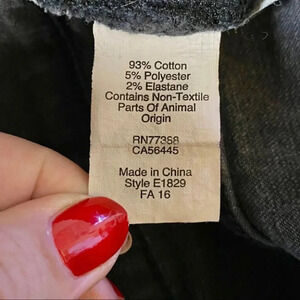 93% Cotton
5% Polyester
2% Elastane
Contains Non-Textile
Parts Of Animal
Origin
RN77358
CA56445
Made in China
Style E1829
FA 16